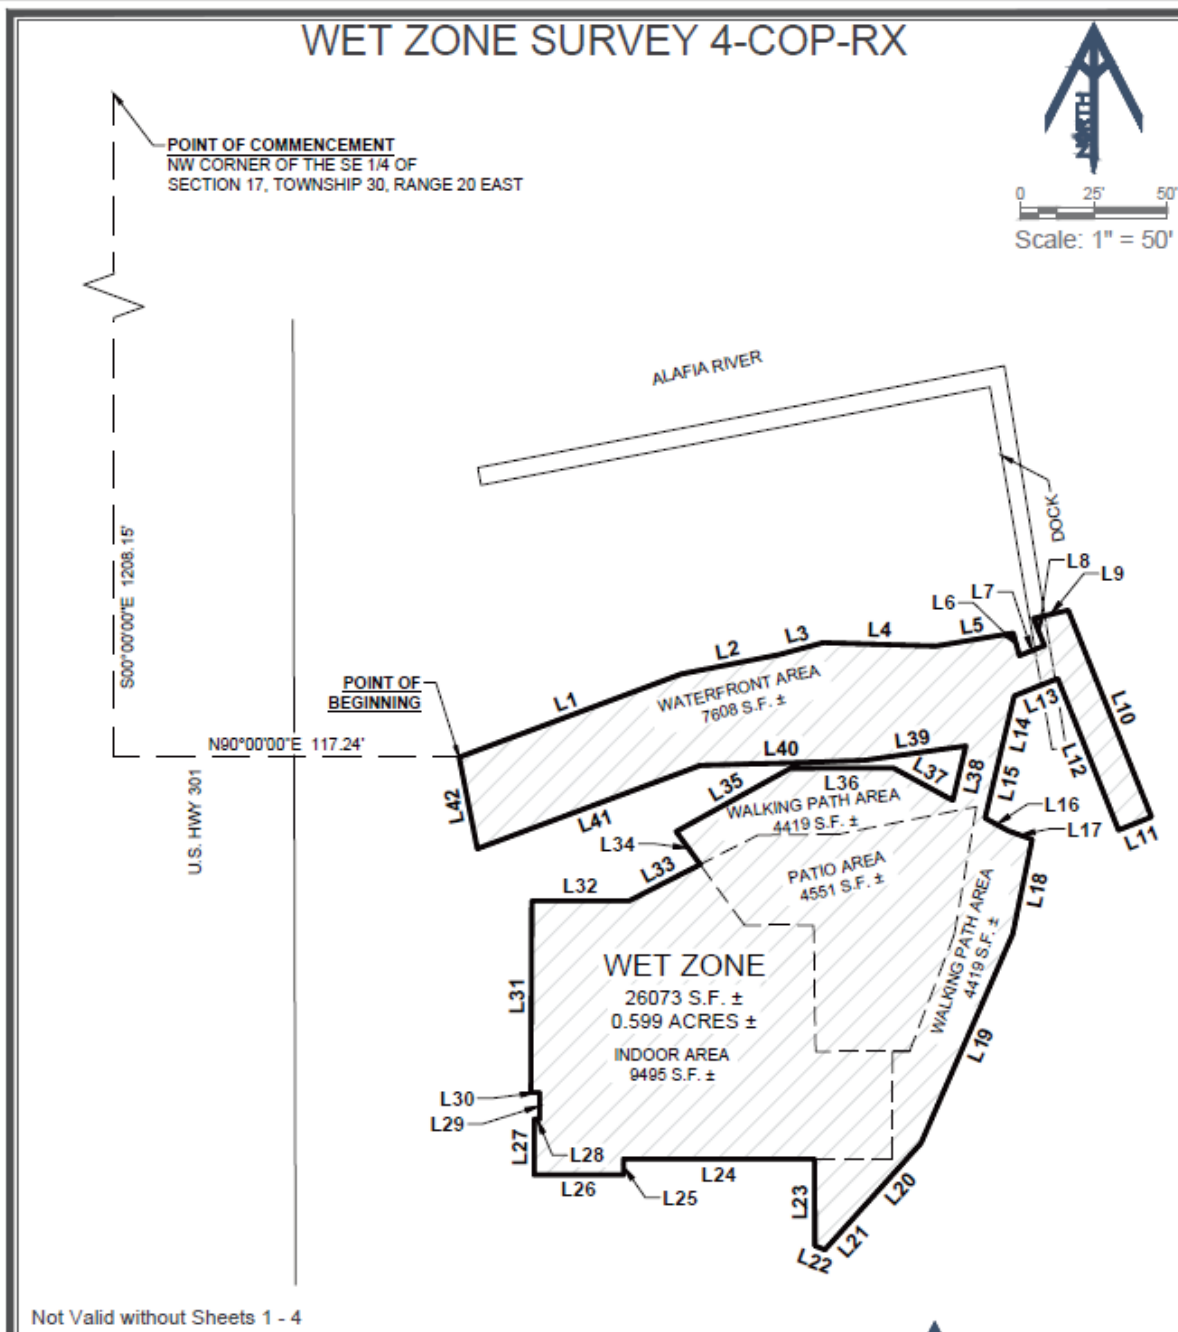 WET ZONE SURVEY 4-COP-RX
NORTH
POINT OF COMMENCEMENT
NW CORNER OF THE SE 1/4 OF
SECTION 17, TOWNSHIP 30, RANGE 20 EAST
0 25' 50'
Scale: 1" = 50'
ALAFIA RIVER
DOCK
S00°00'00"E 1208.15'
L8
L9
L7
L6
L5
L4
L3
L2
L1
WATERFRONT AREA
7608 S.F. ±
POINT OF
BEGINNING
N90°00'00"E 117.24'
U.S. HWY 301
L10
L13
L14
L12
L39
L40
L37
L38
L15
L36
L35
L42
L41
L16
L17
L11
WALKING PATH AREA
4419 S.F. ±
L34
L33
L32
PATIO AREA
4551 S.F. ±
L18
WALKING PATH AREA
4419 S.F. ±
WET ZONE
26073 S.F. ±
0.599 ACRES ±
L31
INDOOR AREA
9495 S.F. ±
L19
L30
L29
L27
L28
L26
L25
L24
L23
L20
L21
L22
Not Valid without Sheets 1 - 4